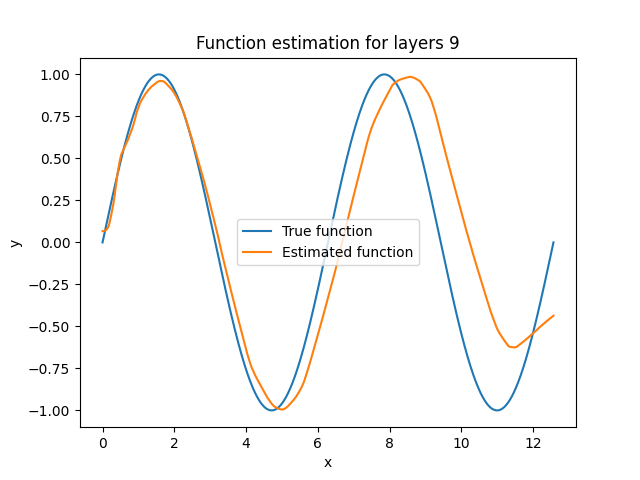 Function estimation for layers 9
1.00
0.75
0.50
0.25
0.00
−0.25
−0.50
−0.75
−1.00
y
True function
Estimated function
0 2 4 6 8 10 12
x